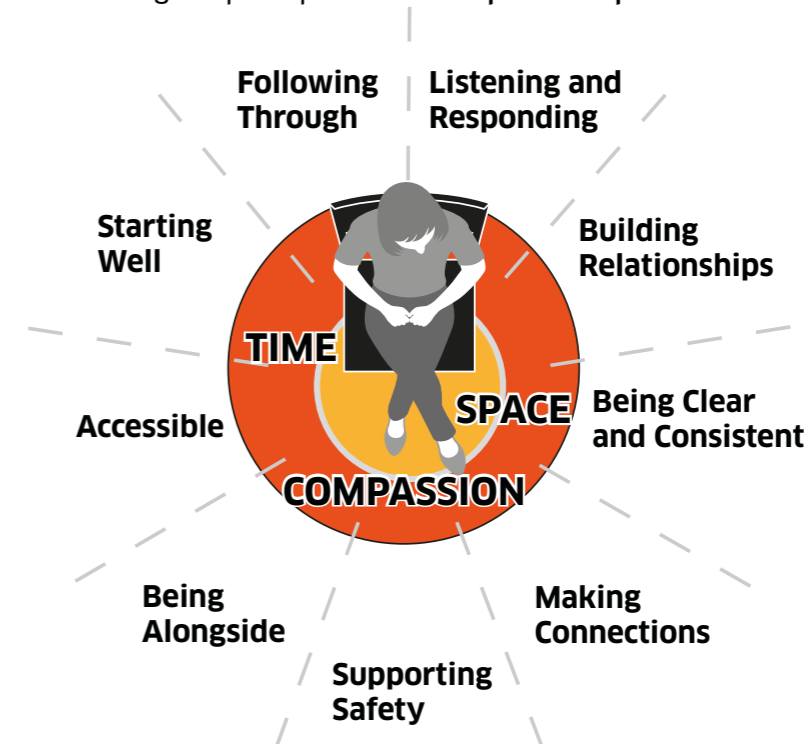 Following
Through
Listening and
Responding
Starting
Well
Building
Relationships
TIME
Accessible
SPACE
Being Clear
and Consistent
COMPASSION
Being
Alongside
Making
Connections
Supporting
Safety